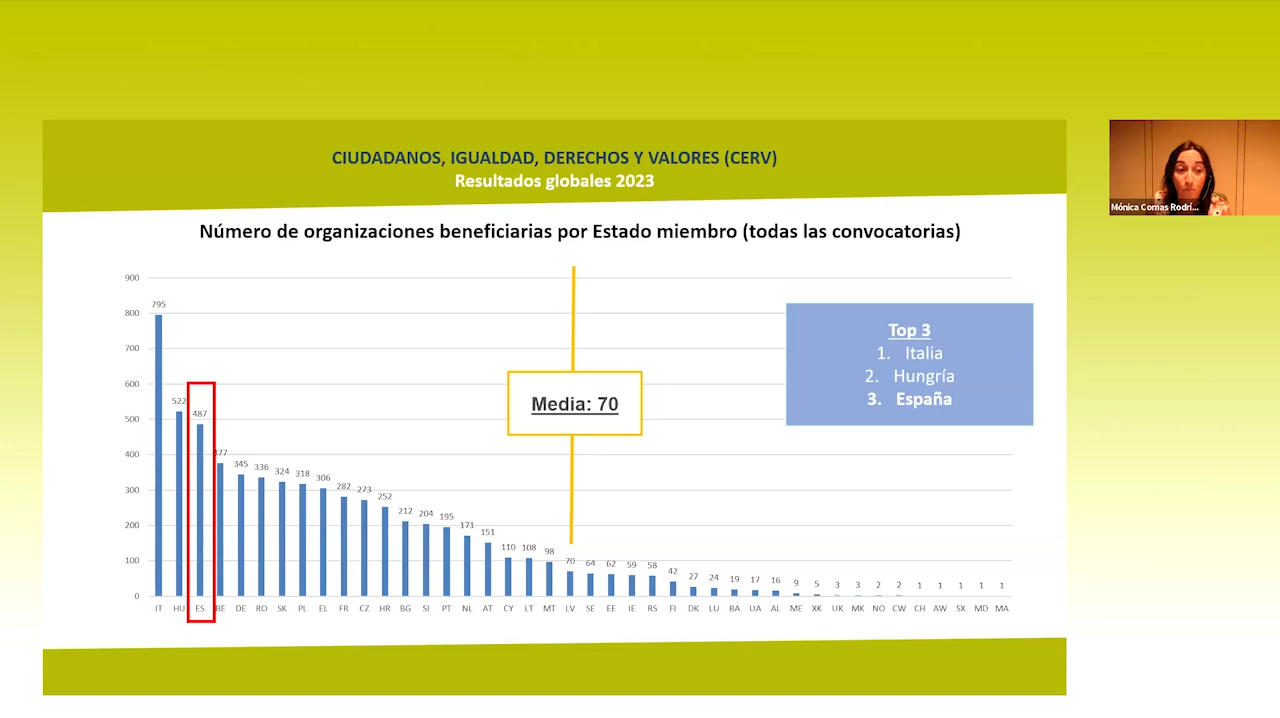 CIUDADANOS, IGUALDAD, DERECHOS Y VALORES (CERV)
Resultados globales 2023
Número de organizaciones beneficiarias por Estado miembro (todas las convocatorias)
Mónica Comas Rodrí...
Top 3
1. Italia
2. Hungría
3. España
Media: 70
900
800
700
600
500
400
300
200
100
0
795 522 487 377 345 336 324 318 306 282 273 252 212 204 195 171 151 110 108 98 70 64 62 59 58 42 27 24 19 17 16 9 5 3 3 2 2 1 1 1 1 1
IT HU ES BE DE RO SK PL EL FR CZ HR BG SI PT NL AT CY LT MT LV SE EE IE RS FI DK LU BA UA AL ME XK UK MK NO CW CH AW SX MD MA